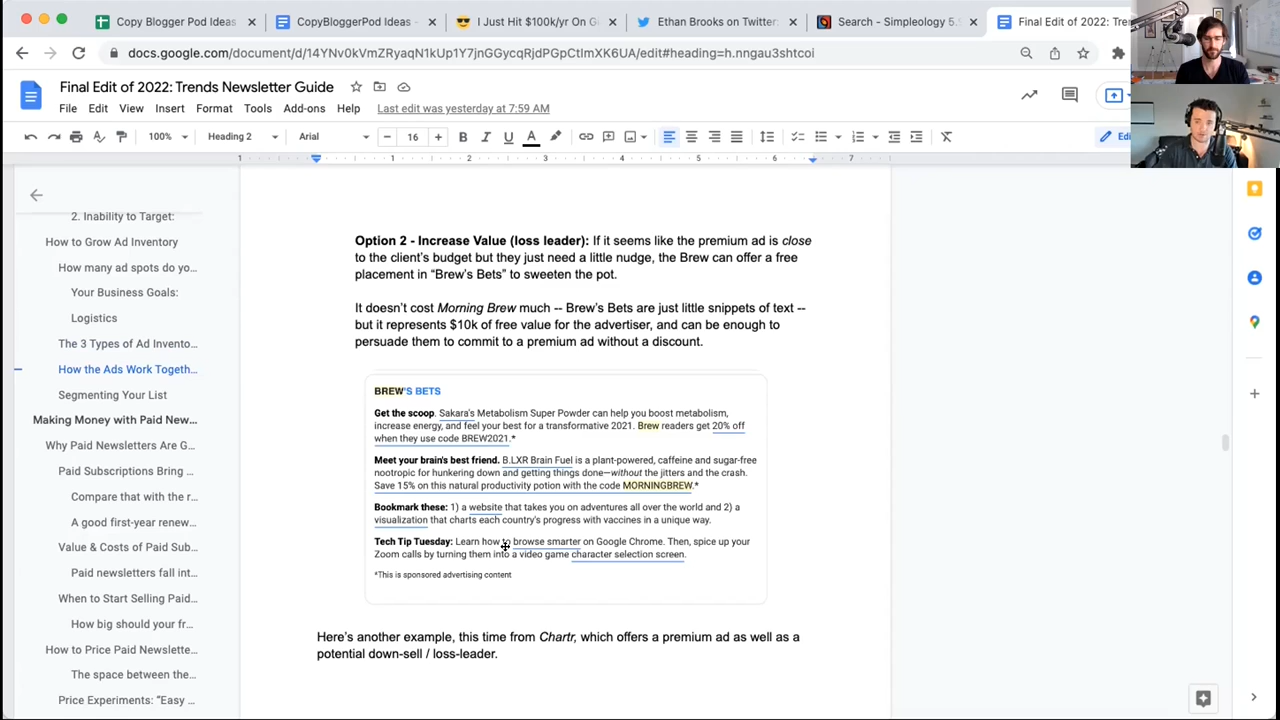 Copy Blogger Pod Ideas
CopyBloggerPod Ideas -
I Just Hit $100k/yr On Gi
Ethan Brooks on Twitter:
Search - Simpleology 5.
Final Edit of 2022: Tren
docs.google.com/document/d/14YNv0kVmZRyaqN1kUp1Y7jnGGycqRjdPGpCtlmXK6UA/edit#heading=h.nngau3shtcoi
Final Edit of 2022: Trends Newsletter Guide
File Edit View Insert Format Tools Add-ons Help Last edit was yesterday at 7:59 AM
100% Heading 2 Arial 16 Edi
1 1 2 3 4 5 6 7
2. Inability to Target:
How to Grow Ad Inventory
How many ad spots do yo...
Your Business Goals:
Logistics
The 3 Types of Ad Invento...
How the Ads Work Togeth...
Segmenting Your List
Making Money with Paid New...
Why Paid Newsletters Are G...
Paid Subscriptions Bring ...
Compare that with the r...
A good first-year renew...
Value & Costs of Paid Sub...
Paid newsletters fall int...
When to Start Selling Paid...
How big should your fr...
How to Price Paid Newslette...
The space between the...
Price Experiments: “Easy ...
Option 2 - Increase Value (loss leader): If it seems like the premium ad is close
to the client’s budget but they just need a little nudge, the Brew can offer a free
placement in “Brew’s Bets” to sweeten the pot.
It doesn’t cost Morning Brew much -- Brew’s Bets are just little snippets of text --
but it represents $10k of free value for the advertiser, and can be enough to
persuade them to commit to a premium ad without a discount.
BREW'S BETS
Get the scoop. Sakara's Metabolism Super Powder can help you boost metabolism,
increase energy, and feel your best for a transformative 2021. Brew readers get 20% off
when they use code BREW2021.*
Meet your brain's best friend. B.LXR Brain Fuel is a plant-powered, caffeine and sugar-free
nootropic for hunkering down and getting things done—without the jitters and the crash.
Save 15% on this natural productivity potion with the code MORNINGBREW.*
Bookmark these: 1) a website that takes you on adventures all over the world and 2) a
visualization that charts each country's progress with vaccines in a unique way.
Tech Tip Tuesday: Learn how to browse smarter on Google Chrome. Then, spice up your
Zoom calls by turning them into a video game character selection screen.
*This is sponsored advertising content
Here’s another example, this time from Chartr, which offers a premium ad as well as a
potential down-sell / loss-leader.